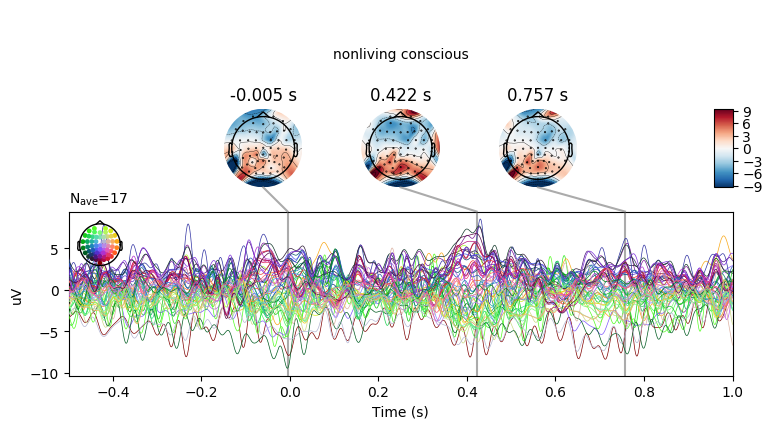 nonliving conscious
-0.005 s 0.422 s 0.757 s
9
6
3
0
−3
−6
−9
Nave=17
5
0
−5
−10
uV
−0.4 −0.2 0.0 0.2 0.4 0.6 0.8 1.0
Time (s)